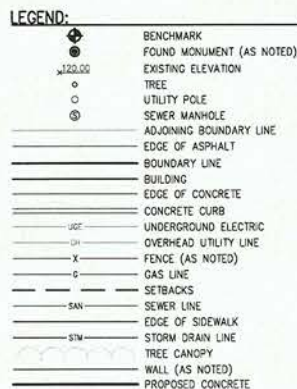 LEGEND:
BENCHMARK
FOUND MONUMENT (AS NOTED)
x120.00 EXISTING ELEVATION
TREE
UTILITY POLE
S SEWER MANHOLE
ADJOINING BOUNDARY LINE
EDGE OF ASPHALT
BOUNDARY LINE
BUILDING
EDGE OF CONCRETE
CONCRETE CURB
UGE UNDERGROUND ELECTRIC
OH OVERHEAD UTILITY LINE
X FENCE (AS NOTED)
G GAS LINE
SETBACKS
SAN SEWER LINE
EDGE OF SIDEWALK
STM STORM DRAIN LINE
TREE CANOPY
WALL (AS NOTED)
PROPOSED CONCRETE